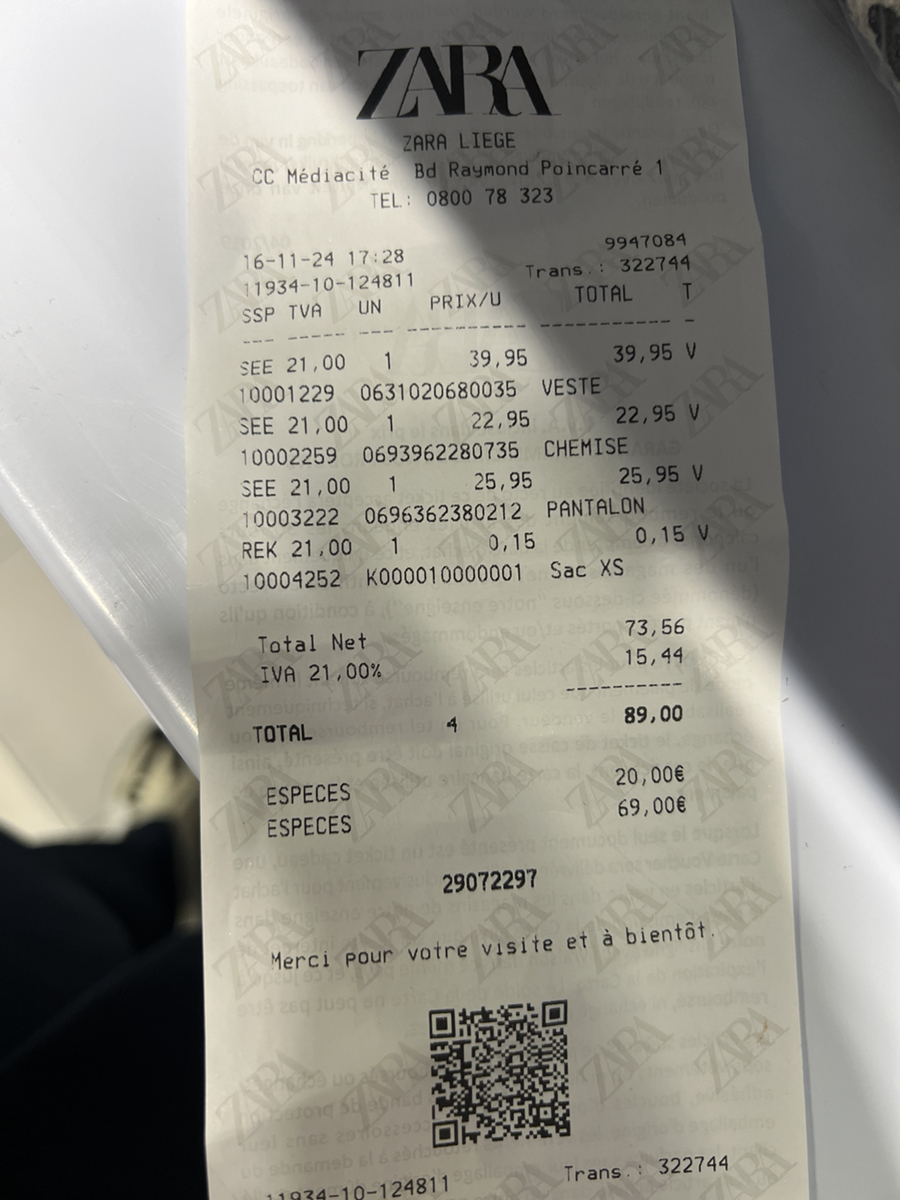 ZARA
ZARA LIEGE
CC Médiacité Bd Raymond Poincarré 1
TEL: 0800 78 323
9947084
16-11-24 17:28
Trans.: 322744
11934-10-124811
SSP TVA UN PRIX/U TOTAL T
--- ----- --- ---------- ----------- -
SEE 21,00 1 39,95 39,95 V
10001229 0631020680035 VESTE
SEE 21,00 1 22,95 22,95 V
10002259 0693962280735 CHEMISE
SEE 21,00 1 25,95 25,95 V
10003222 0696362380212 PANTALON
REK 21,00 1 0,15 0,15 V
10004252 K000010000001 Sac XS
Total Net 73,56
IVA 21,00% 15,44
----------
TOTAL 4 89,00
ESPECES 20,00€
ESPECES 69,00€
29072297
Merci pour votre visite et à bientôt.
Trans.: 322744
11934-10-124811